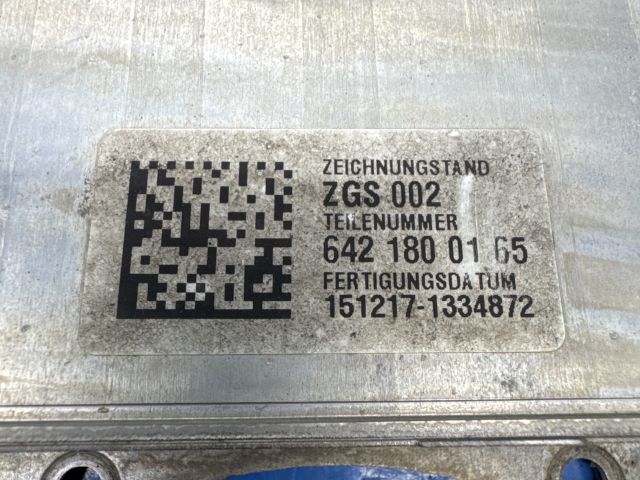 ZEICHNUNGSTAND
ZGS 002
TEILENUMMER
642 180 01 65
FERTIGUNGSDATUM
151217-1334872